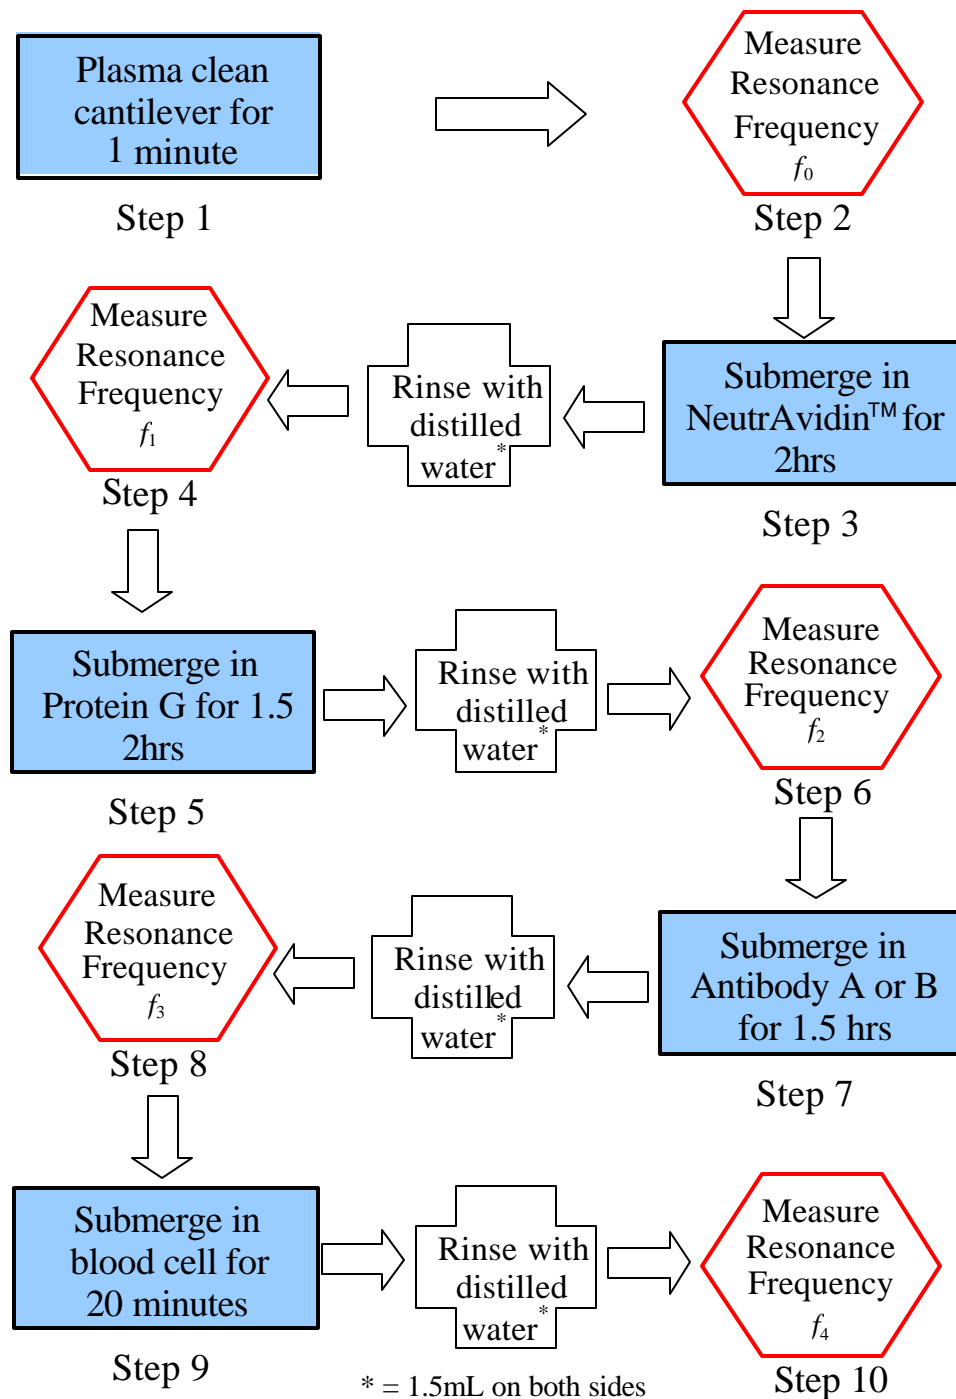 Plasma clean
cantilever for
1 minute
Step 1
Measure
Resonance
Frequency
f0
Step 2
Submerge in
NeutrAvidin™ for
2hrs
Step 3
Rinse with
distilled
water*
Measure
Resonance
Frequency
f1
Step 4
Submerge in
Protein G for 1.5
2hrs
Step 5
Rinse with
distilled
water*
Measure
Resonance
Frequency
f2
Step 6
Submerge in
Antibody A or B
for 1.5 hrs
Step 7
Rinse with
distilled
water*
Measure
Resonance
Frequency
f3
Step 8
Submerge in
blood cell for
20 minutes
Step 9
Rinse with
distilled
water*
Measure
Resonance
Frequency
f4
Step 10
* = 1.5mL on both sides